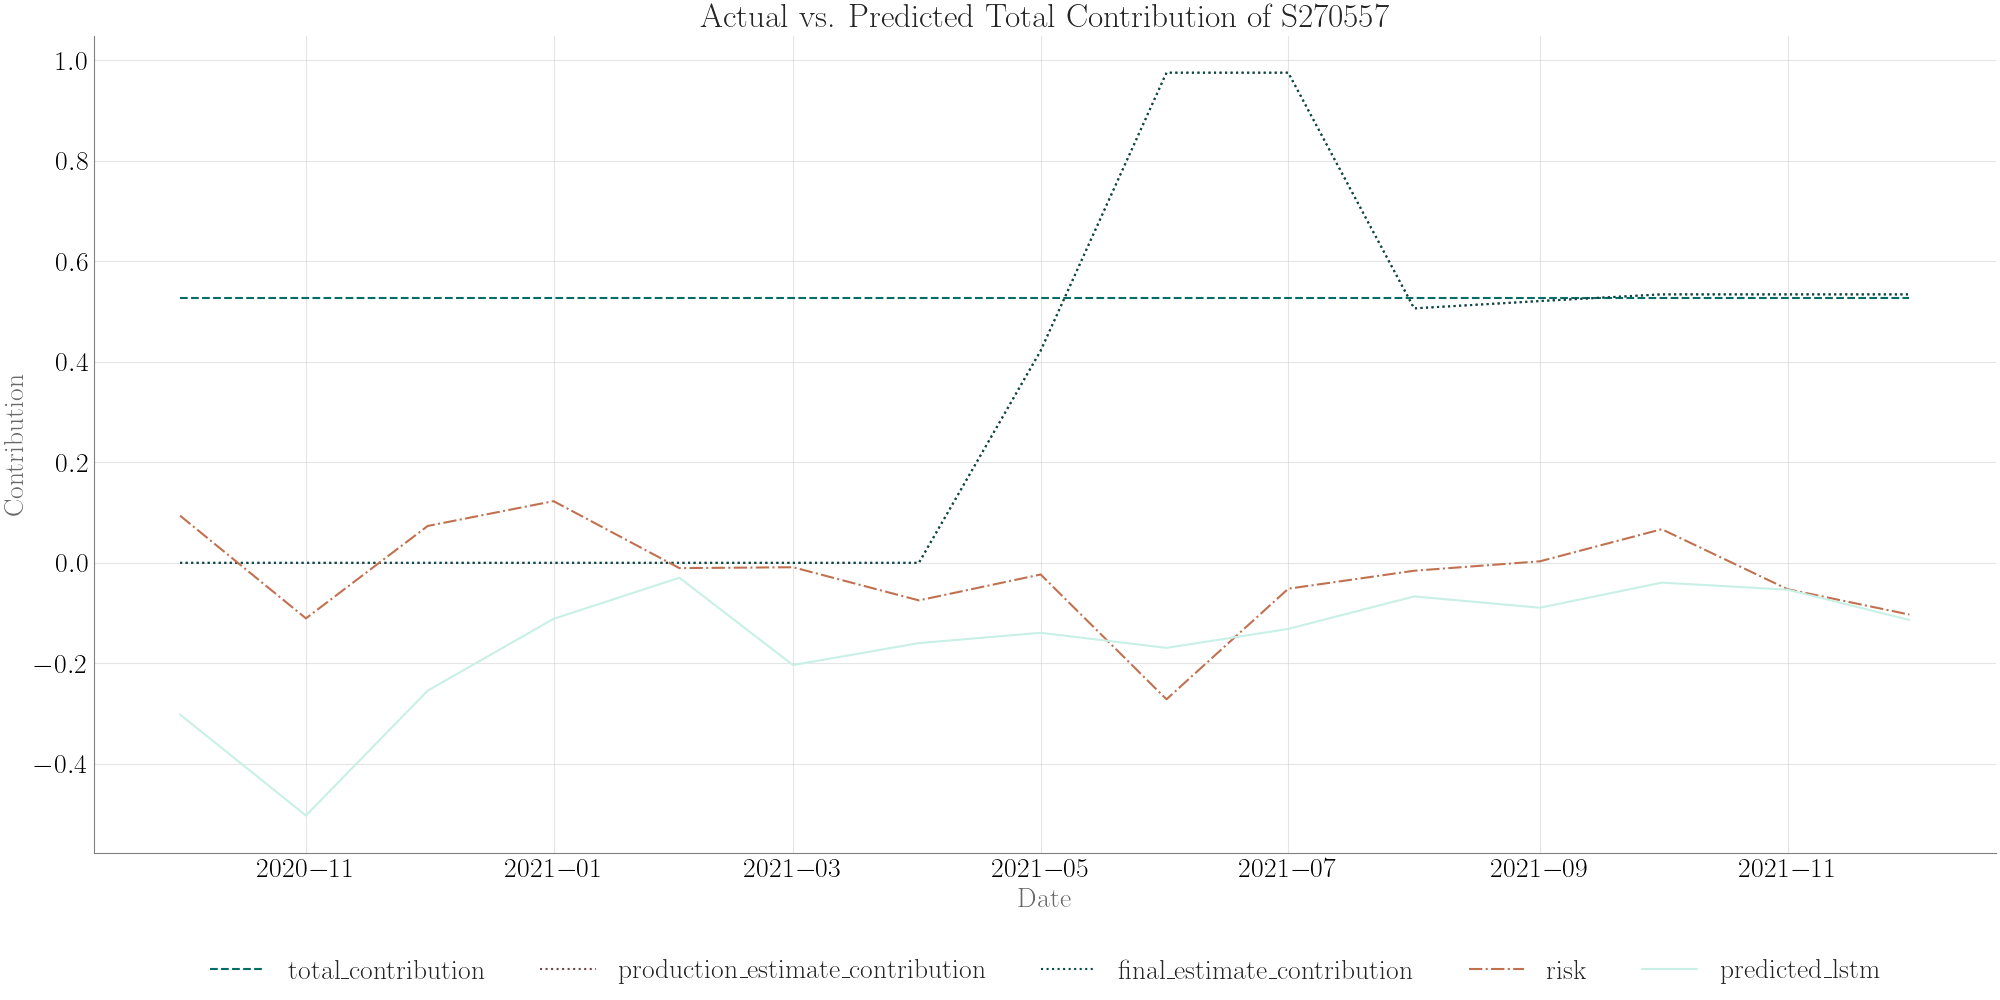 Actual vs. Predicted Total Contribution of S270557
1.0
0.8
0.6
0.4
0.2
0.0
−0.2
−0.4
Contribution
2020−11 2021−01 2021−03 2021−05 2021−07 2021−09 2021−11
Date
total_contribution production_estimate_contribution final_estimate_contribution risk predicted_lstm